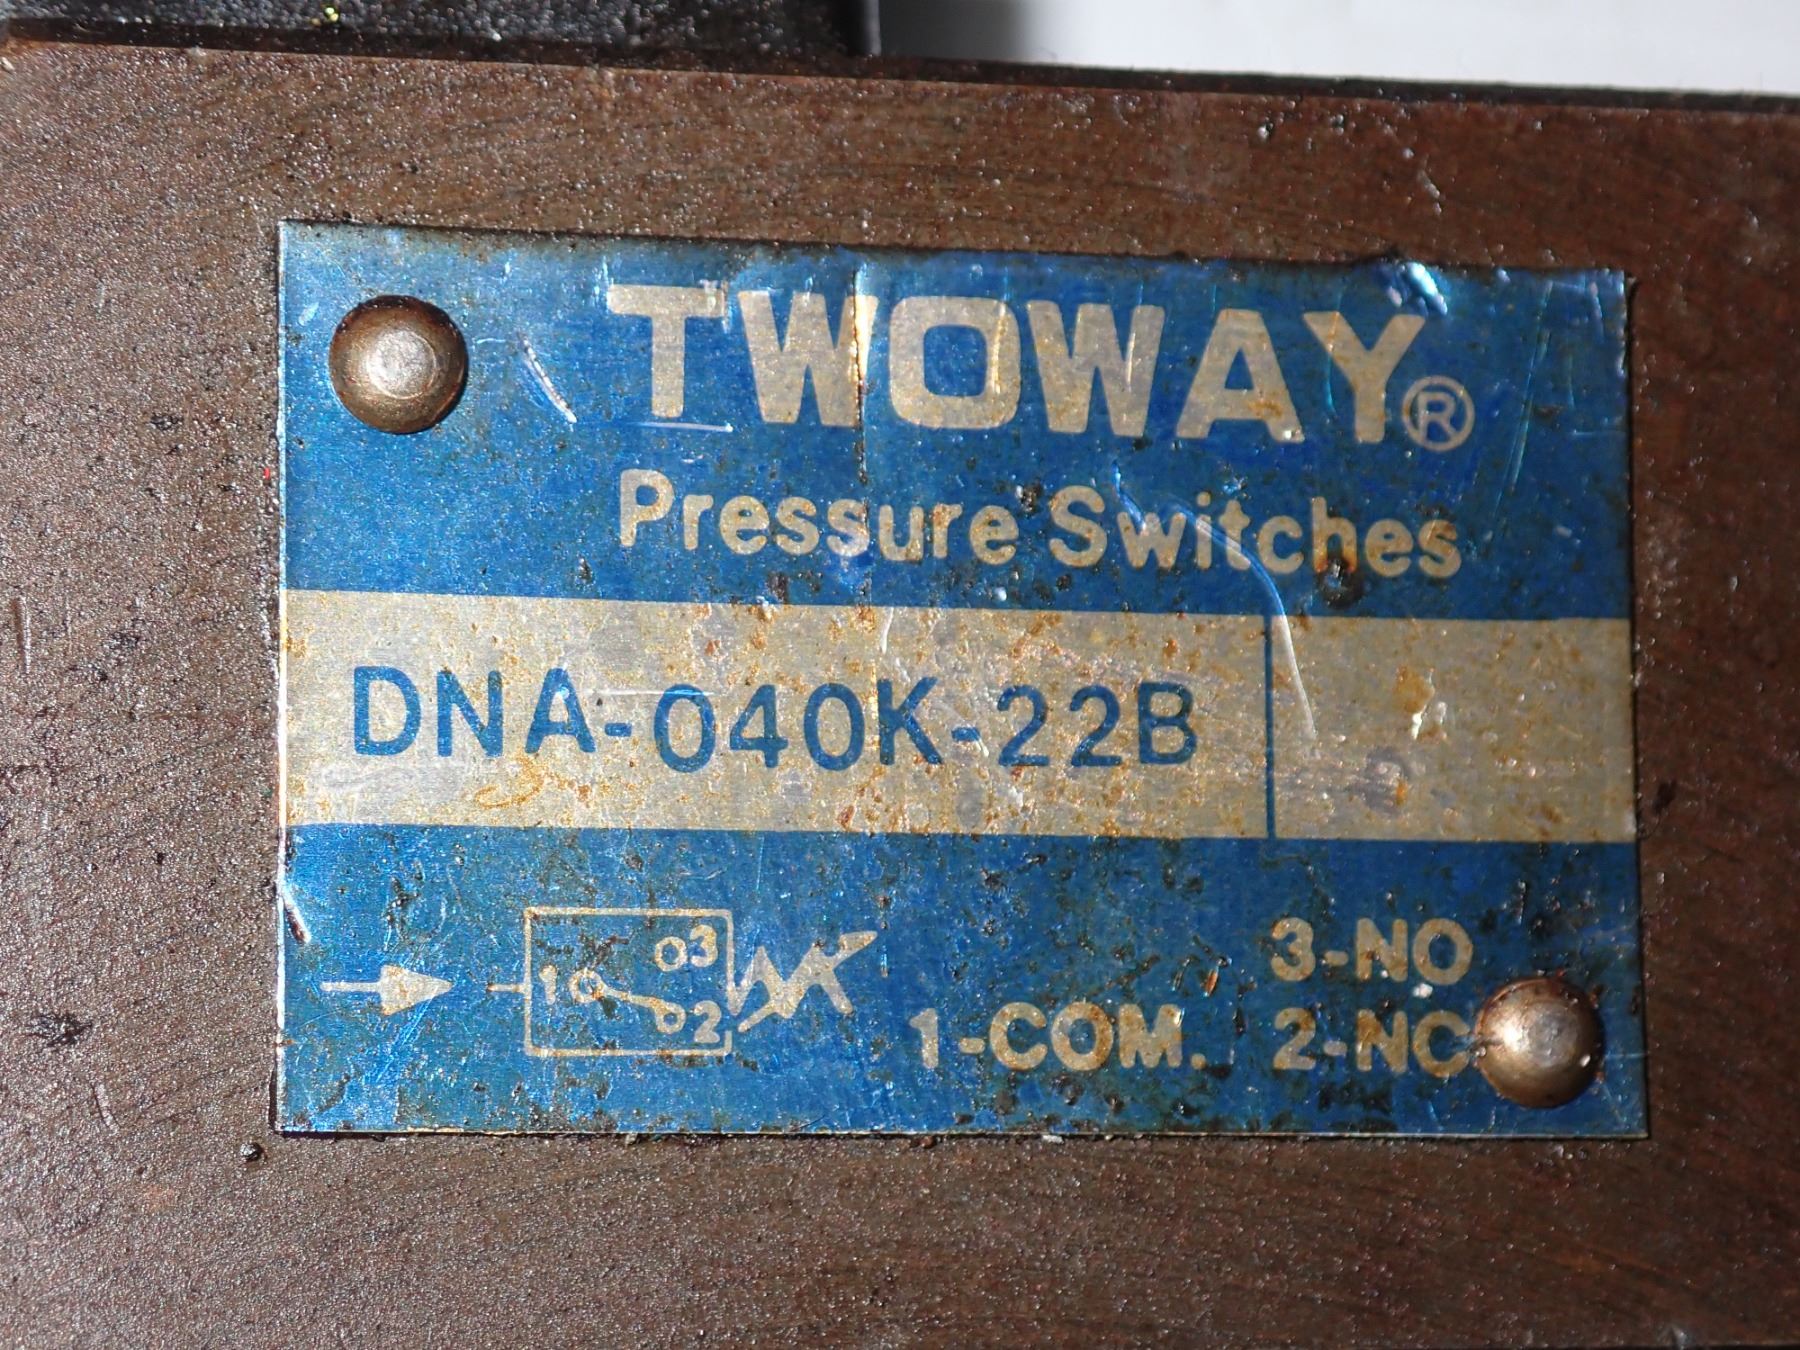 TWOWAY®
Pressure Switches
DNA-040K-22B
1 3 2
3-NO
1-COM. 2-NC